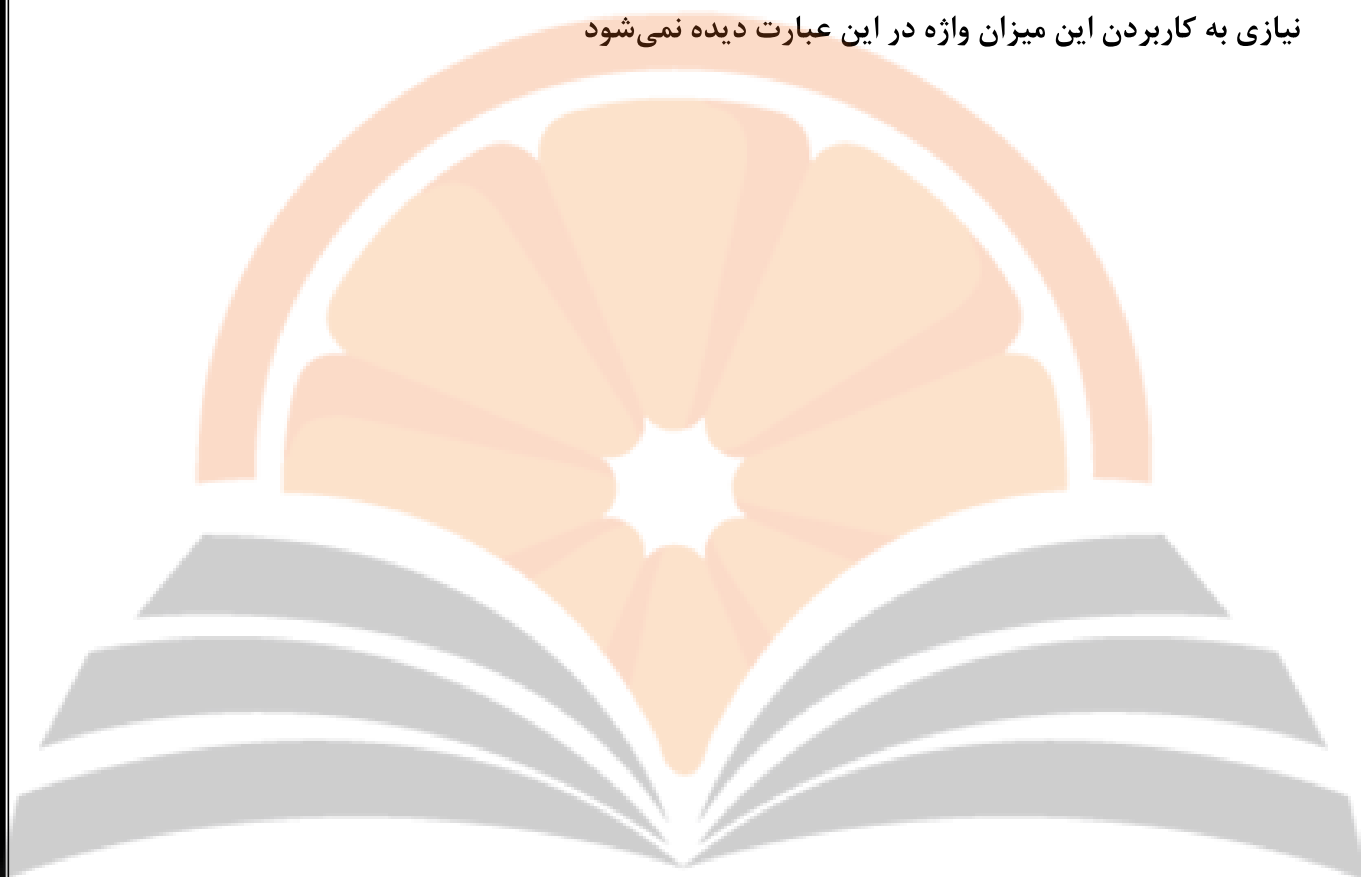 نیازی به کاربردن این میزان واژه در این عبارت دیده نمی‌شود